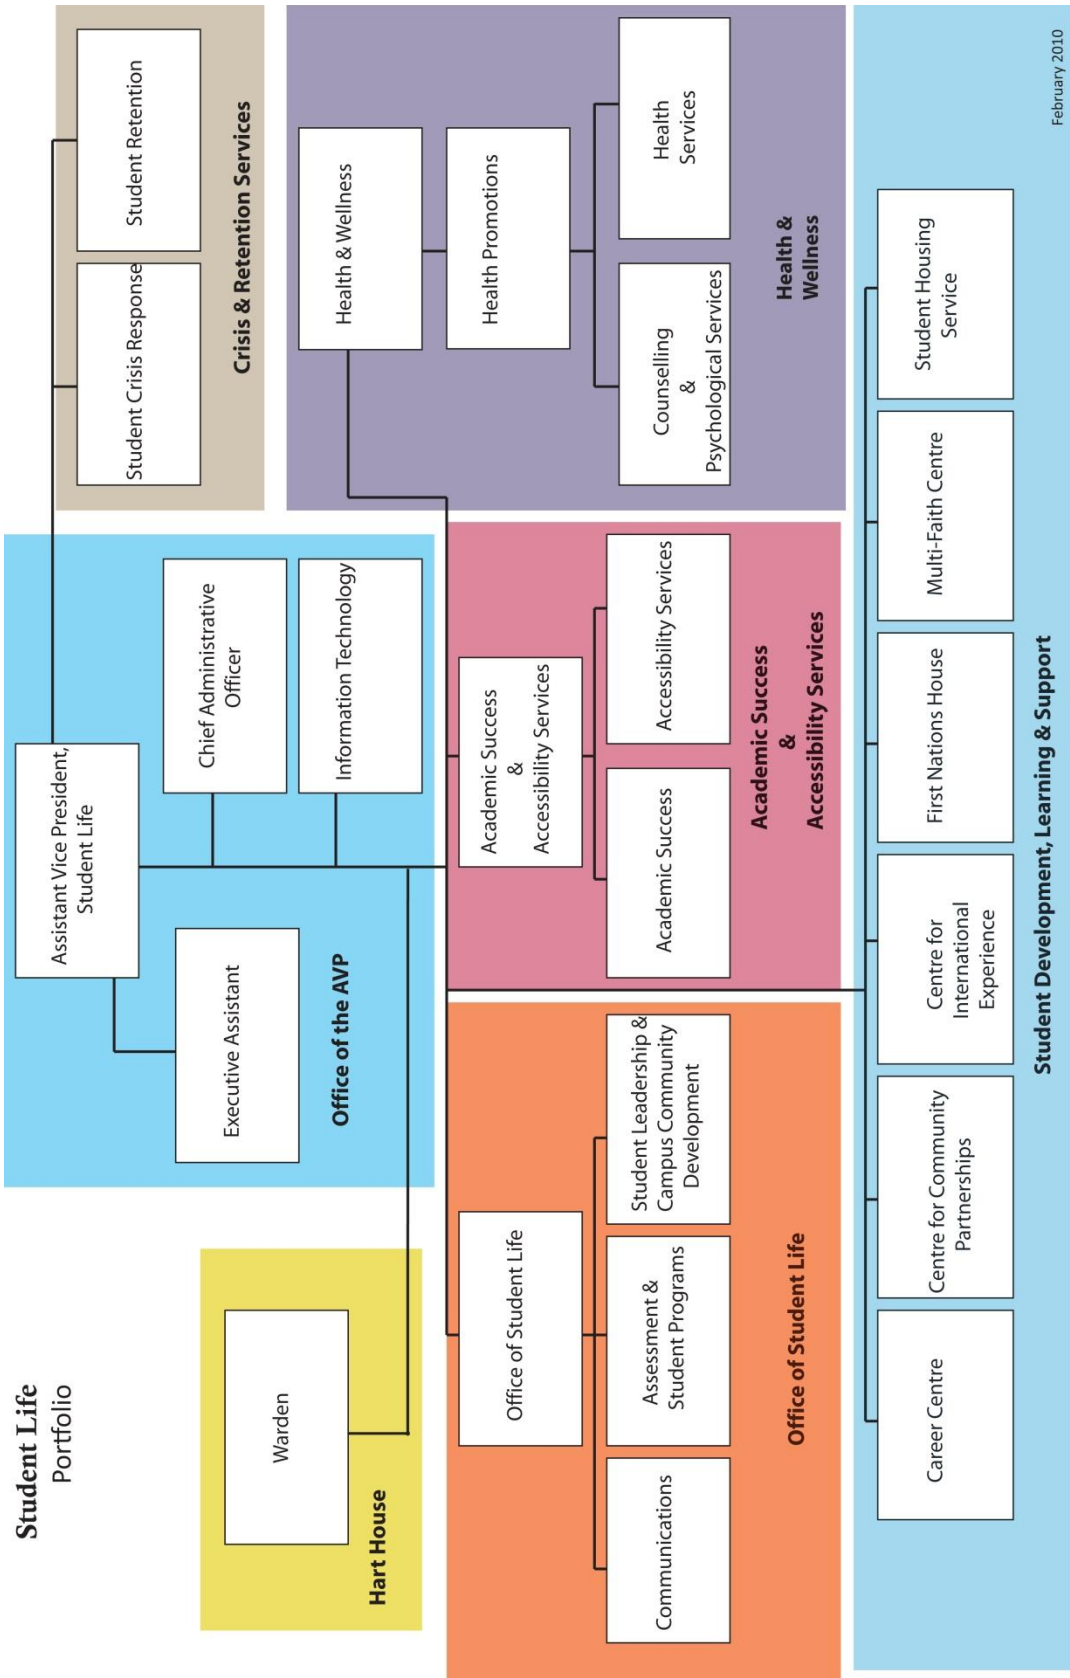 Student Life
Portfolio
Assistant Vice President,
Student Life
Executive Assistant
Chief Administrative
Officer
Information Technology
Office of the AVP
Student Crisis Response
Student Retention
Crisis & Retention Services
Warden
Hart House
Office of Student Life
Communications
Assessment &
Student Programs
Student Leadership &
Campus Community
Development
Office of Student Life
Academic Success
&
Accessibility Services
Academic Success
Accessibility Services
Academic Success
&
Accessibility Services
Health & Wellness
Health Promotions
Counselling
&
Psychological Services
Health
Services
Health &
Wellness
Career Centre
Centre for Community
Partnerships
Centre for
International
Experience
First Nations House
Multi-Faith Centre
Student Housing
Service
Student Development, Learning & Support
February 2010